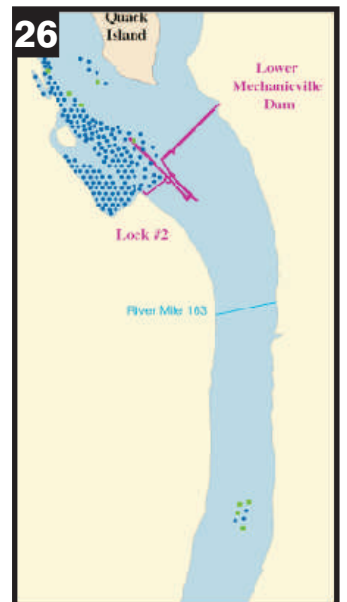 26
Quack
Island
Lower
Mechanicville
Dam
Lock #2
River Mile 163